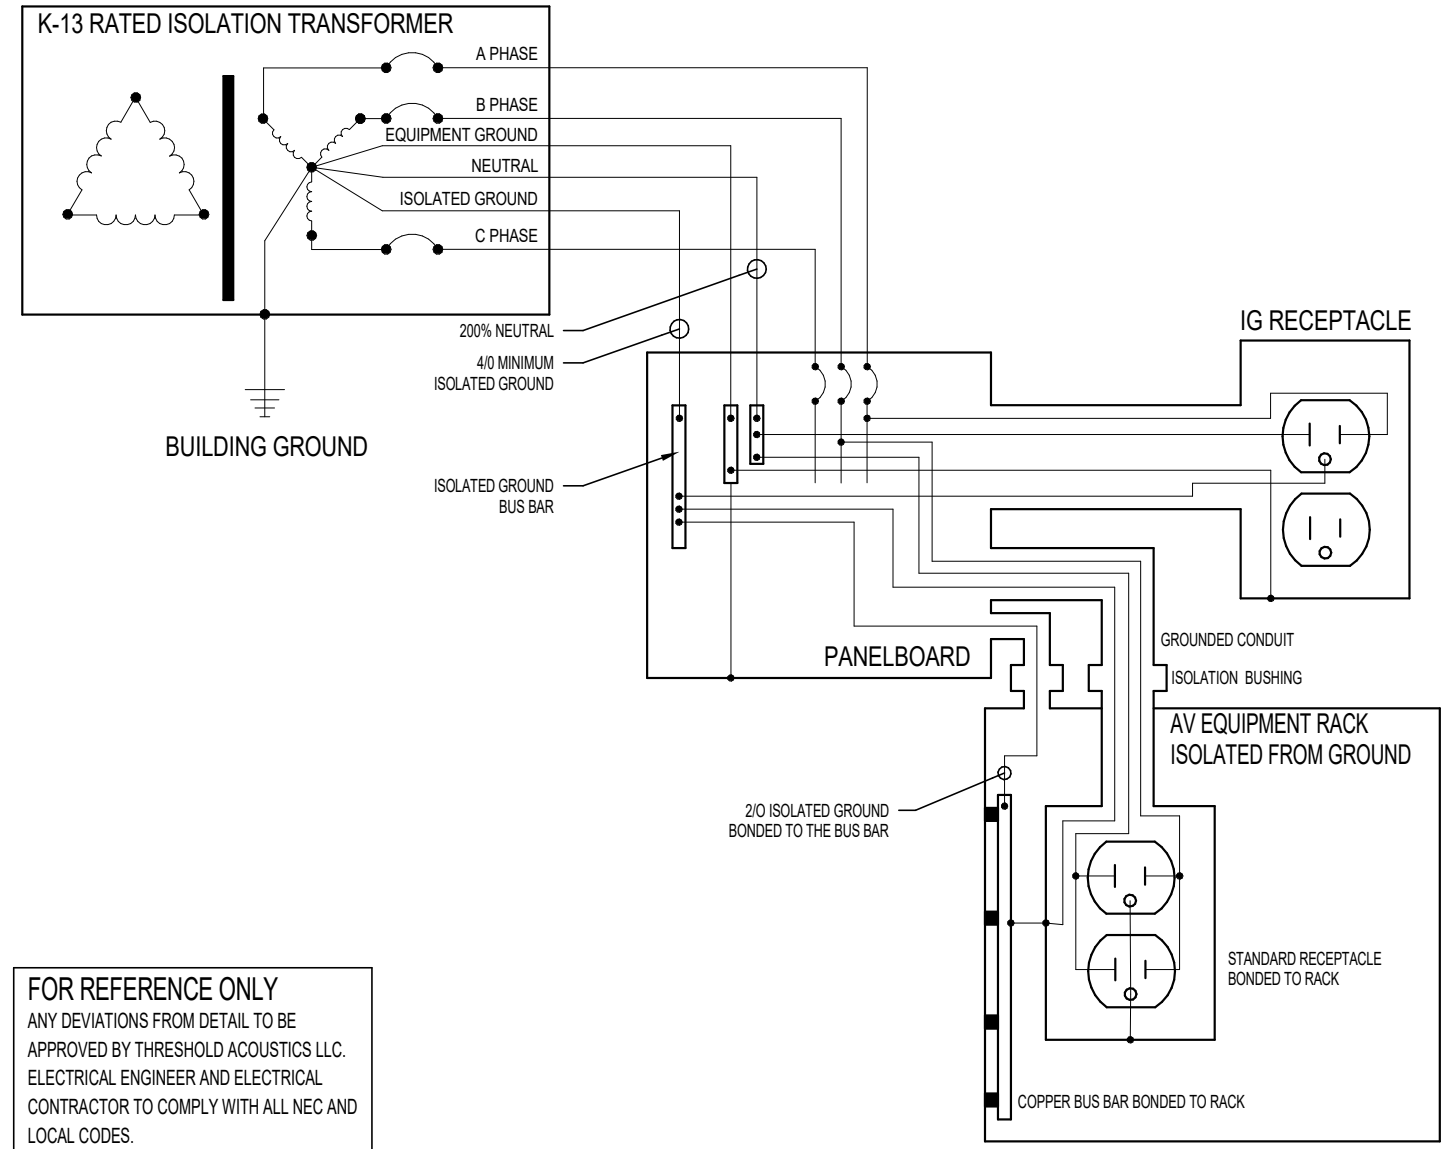 K-13 RATED ISOLATION TRANSFORMER
A PHASE
B PHASE
EQUIPMENT GROUND
NEUTRAL
ISOLATED GROUND
C PHASE
200% NEUTRAL
4/0 MINIMUM
ISOLATED GROUND
BUILDING GROUND
ISOLATED GROUND
BUS BAR
IG RECEPTACLE
PANELBOARD
GROUNDED CONDUIT
ISOLATION BUSHING
AV EQUIPMENT RACK
ISOLATED FROM GROUND
2/O ISOLATED GROUND
BONDED TO THE BUS BAR
STANDARD RECEPTACLE
BONDED TO RACK
COPPER BUS BAR BONDED TO RACK
FOR REFERENCE ONLY
ANY DEVIATIONS FROM DETAIL TO BE
APPROVED BY THRESHOLD ACOUSTICS LLC.
ELECTRICAL ENGINEER AND ELECTRICAL
CONTRACTOR TO COMPLY WITH ALL NEC AND
LOCAL CODES.